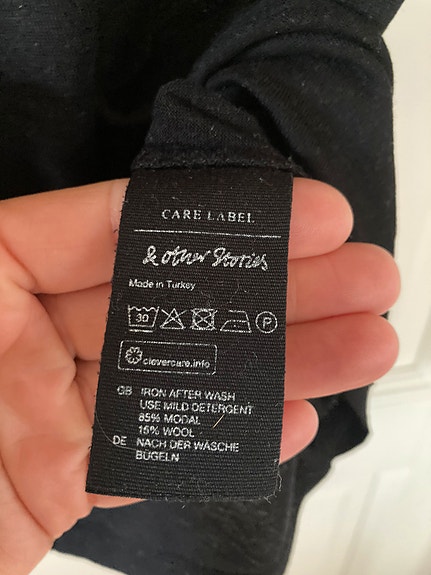 CARE LABEL
& other Stories
Made in Turkey
30 P
clevercare.info
GB IRON AFTER WASH
USE MILD DETERGENT
85% MODAL
15% WOOL
DE NACH DER WÄSCHE
BÜGELN